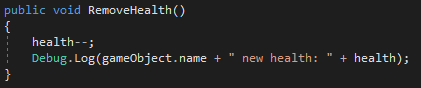 public void RemoveHealth()
{
    health--;
    Debug.Log(gameObject.name + " new health: " + health);
}